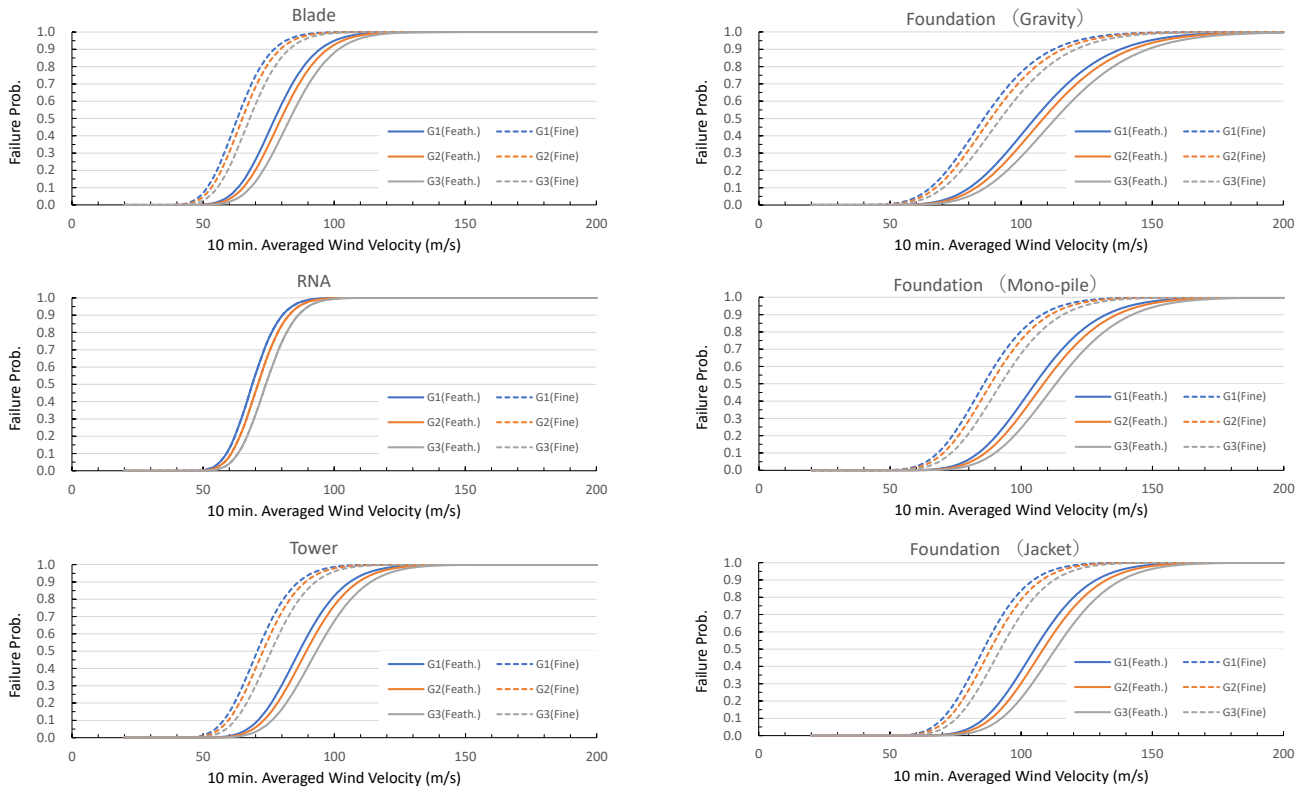 Blade
Failure Prob.
1.0
0.9
0.8
0.7
0.6
0.5
0.4
0.3
0.2
0.1
0.0
G1(Feath.) G1(Fine)
G2(Feath.) G2(Fine)
G3(Feath.) G3(Fine)
0 50 100 150 200
10 min. Averaged Wind Velocity (m/s)
Foundation （Gravity）
Failure Prob.
1.0
0.9
0.8
0.7
0.6
0.5
0.4
0.3
0.2
0.1
0.0
G1(Feath.) G1(Fine)
G2(Feath.) G2(Fine)
G3(Feath.) G3(Fine)
0 50 100 150 200
10 min. Averaged Wind Velocity (m/s)
RNA
Failure Prob.
1.0
0.9
0.8
0.7
0.6
0.5
0.4
0.3
0.2
0.1
0.0
G1(Feath.) G1(Fine)
G2(Feath.) G2(Fine)
G3(Feath.) G3(Fine)
0 50 100 150 200
10 min. Averaged Wind Velocity (m/s)
Foundation （Mono-pile）
Failure Prob.
1.0
0.9
0.8
0.7
0.6
0.5
0.4
0.3
0.2
0.1
0.0
G1(Feath.) G1(Fine)
G2(Feath.) G2(Fine)
G3(Feath.) G3(Fine)
0 50 100 150 200
10 min. Averaged Wind Velocity (m/s)
Tower
Failure Prob.
1.0
0.9
0.8
0.7
0.6
0.5
0.4
0.3
0.2
0.1
0.0
G1(Feath.) G1(Fine)
G2(Feath.) G2(Fine)
G3(Feath.) G3(Fine)
0 50 100 150 200
10 min. Averaged Wind Velocity (m/s)
Foundation （Jacket）
Failure Prob.
1.0
0.9
0.8
0.7
0.6
0.5
0.4
0.3
0.2
0.1
0.0
G1(Feath.) G1(Fine)
G2(Feath.) G2(Fine)
G3(Feath.) G3(Fine)
0 50 100 150 200
10 min. Averaged Wind Velocity (m/s)